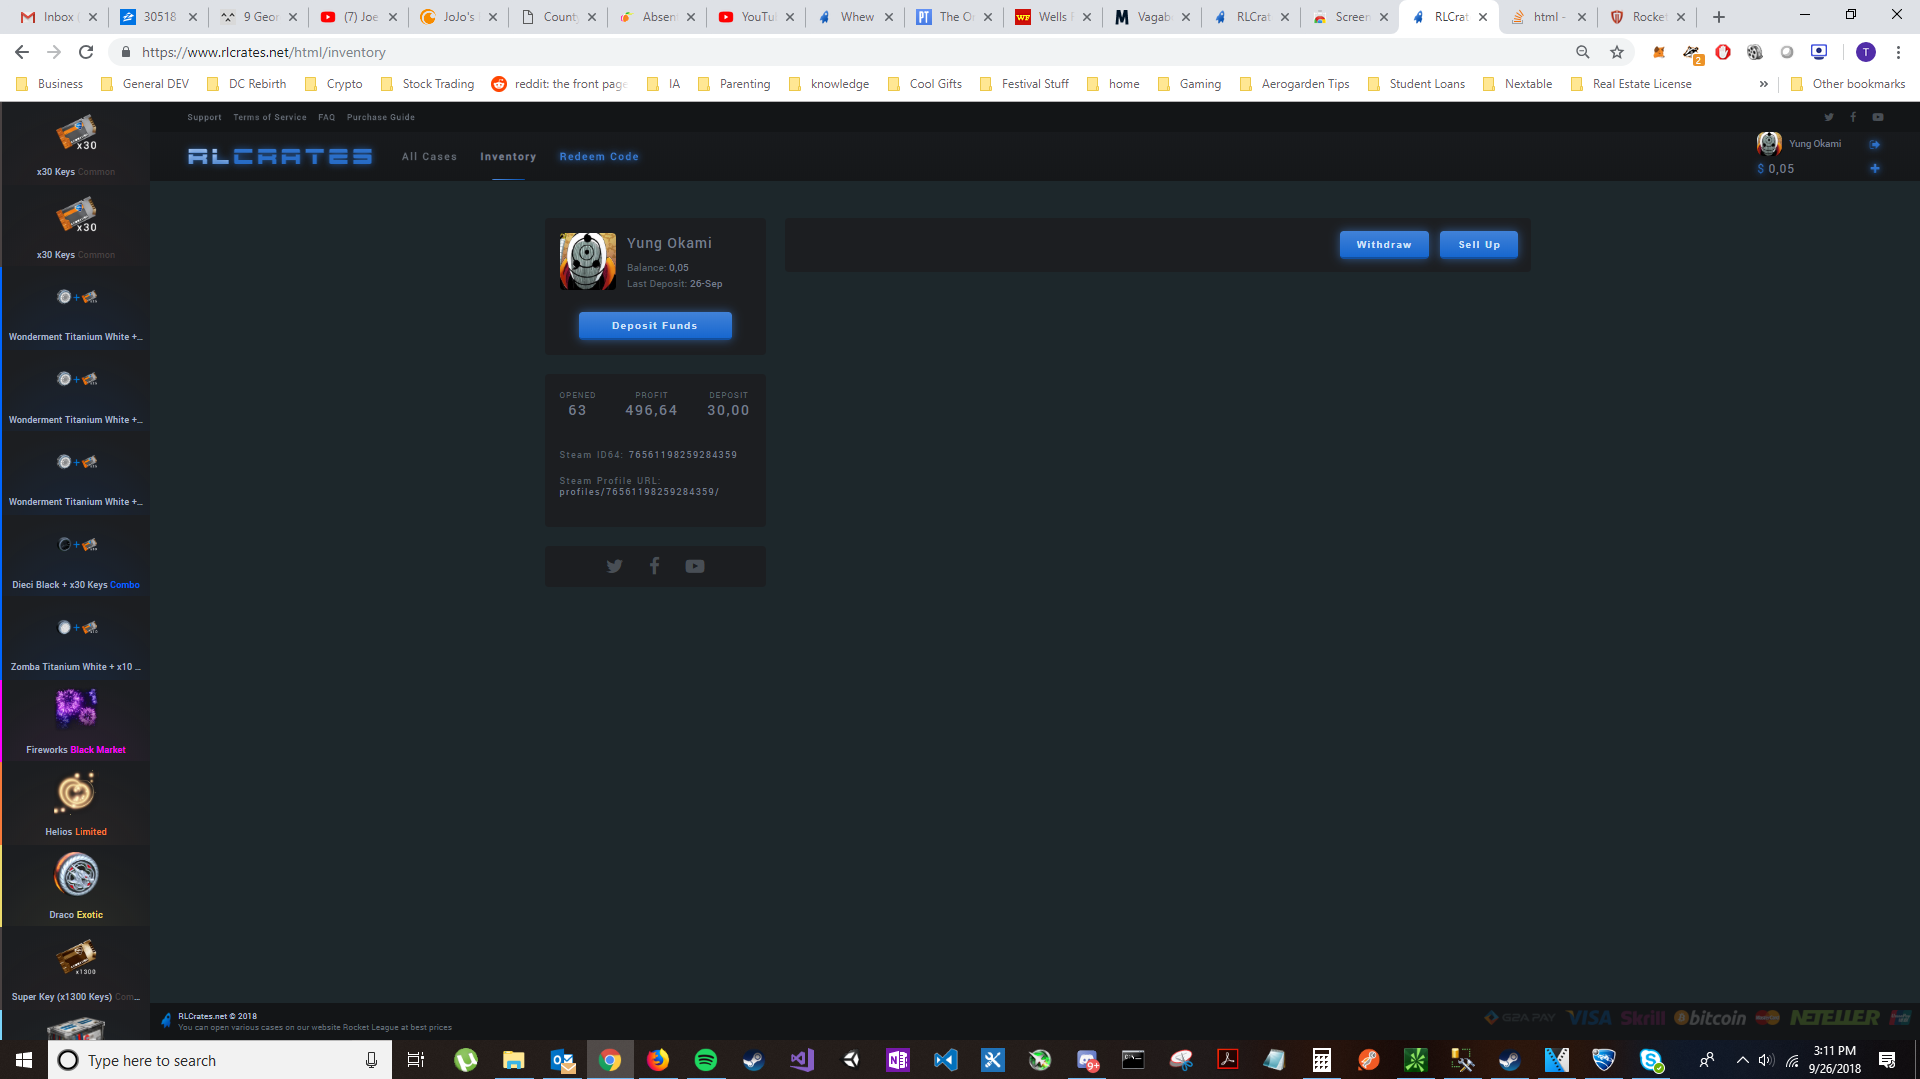 Inbox (
30518
9 Geor
(7) Joe
JoJo's
County
Absen
YouTu
Whew
The O
Wells
Vagab
RLCrat
Screen
RLCrat
html -
Rocket
https://www.rlcrates.net/html/inventory
2
T
Business
General DEV
DC Rebirth
Crypto
Stock Trading
reddit: the front page
IA
Parenting
knowledge
Cool Gifts
Festival Stuff
home
Gaming
Aerogarden Tips
Student Loans
Nextable
Real Estate License
»
Other bookmarks
Support Terms of Service FAQ Purchase Guide
RLCRATES
All Cases Inventory Redeem Code
Yung Okami
$ 0,05
x30
x30 Keys Common
x30
x30 Keys Common
Wonderment Titanium White +...
Wonderment Titanium White +...
Wonderment Titanium White +...
Dieci Black + x30 Keys Combo
Zomba Titanium White + x10 ...
Fireworks Black Market
Helios Limited
Draco Exotic
x1300
Super Key (x1300 Keys) Com...
Yung Okami
Balance: 0,05
Last Deposit: 26-Sep
Deposit Funds
Withdraw
Sell Up
OPENED PROFIT DEPOSIT
63 496,64 30,00
Steam ID64: 76561198259284359
Steam Profile URL:
profiles/76561198259284359/
RLCrates.net © 2018
You can open various cases on our website Rocket League at best prices
G2A PAY VISA Skrill bitcoin NETELLER
Type here to search
9+
3:11 PM
9/26/2018